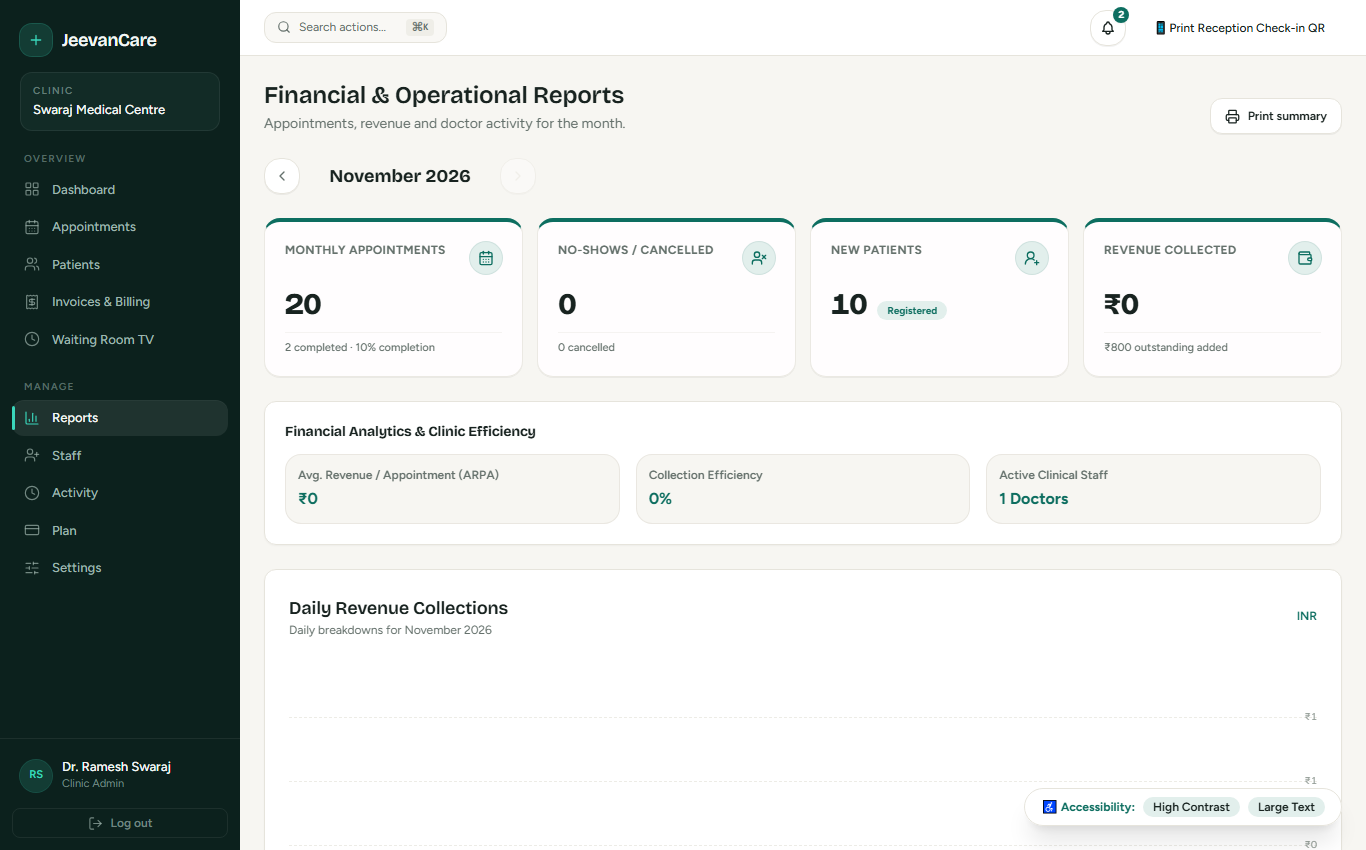 JeevanCare
CLINIC
Swaraj Medical Centre
OVERVIEW
Dashboard
Appointments
Patients
Invoices & Billing
Waiting Room TV
MANAGE
Reports
Staff
Activity
Plan
Settings
RS
Dr. Ramesh Swaraj
Clinic Admin
Log out
Search actions... ⌘K
2
Print Reception Check-in QR
Financial & Operational Reports
Appointments, revenue and doctor activity for the month.
Print summary
November 2026
MONTHLY APPOINTMENTS
20
2 completed · 10% completion
NO-SHOWS / CANCELLED
0
0 cancelled
NEW PATIENTS
10 Registered
REVENUE COLLECTED
₹0
₹800 outstanding added
Financial Analytics & Clinic Efficiency
Avg. Revenue / Appointment (ARPA)
₹0
Collection Efficiency
0%
Active Clinical Staff
1 Doctors
Daily Revenue Collections
Daily breakdowns for November 2026
INR
₹1
₹1
Accessibility: High Contrast Large Text
₹0